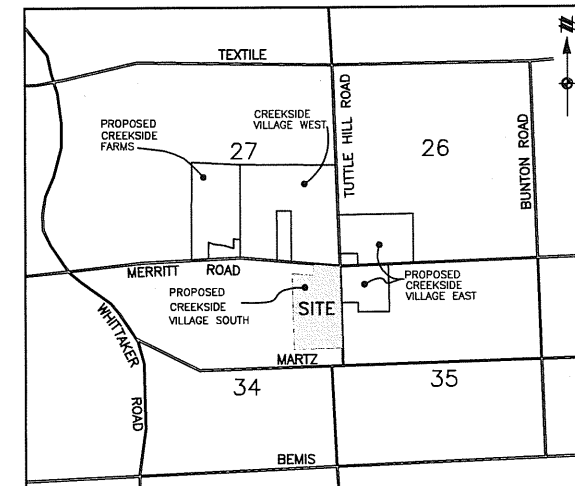 TEXTILE
TUTTLE HILL ROAD
BUNTON ROAD
PROPOSED
CREEKSIDE
FARMS
CREEKSIDE
VILLAGE WEST
27
26
MERRITT ROAD
PROPOSED
CREEKSIDE
VILLAGE SOUTH
SITE
PROPOSED
CREEKSIDE
VILLAGE EAST
WHITTAKER
ROAD
MARTZ
34
35
BEMIS